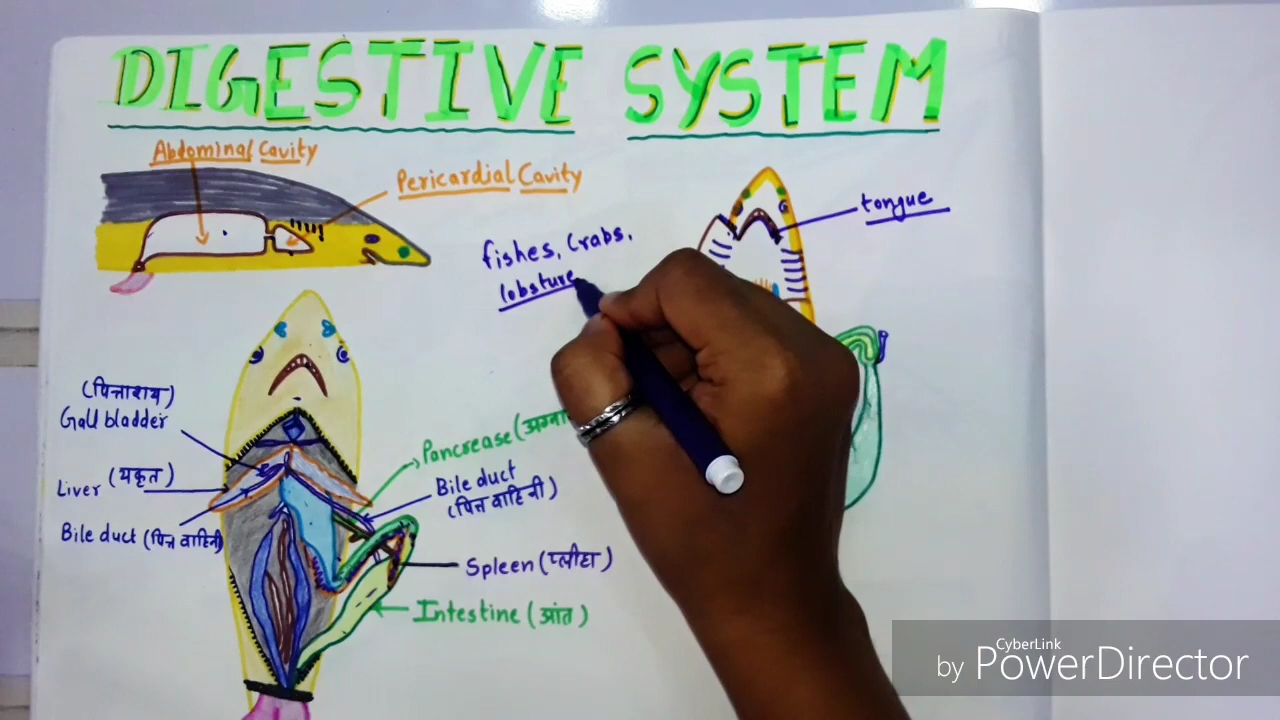 DIGESTIVE SYSTEM
Abdominal Cavity
Pericardial Cavity
tongue
fishes, Crabs,
lobsture
(पित्ताशय)
Gall bladder
Liver (यकृत)
Bile duct (पित्त वाहिनी)
Pancrease
Bile duct
(पित्त वाहिनी)
Spleen (प्लीहा)
Intestine (आंत)
CyberLink
by PowerDirector